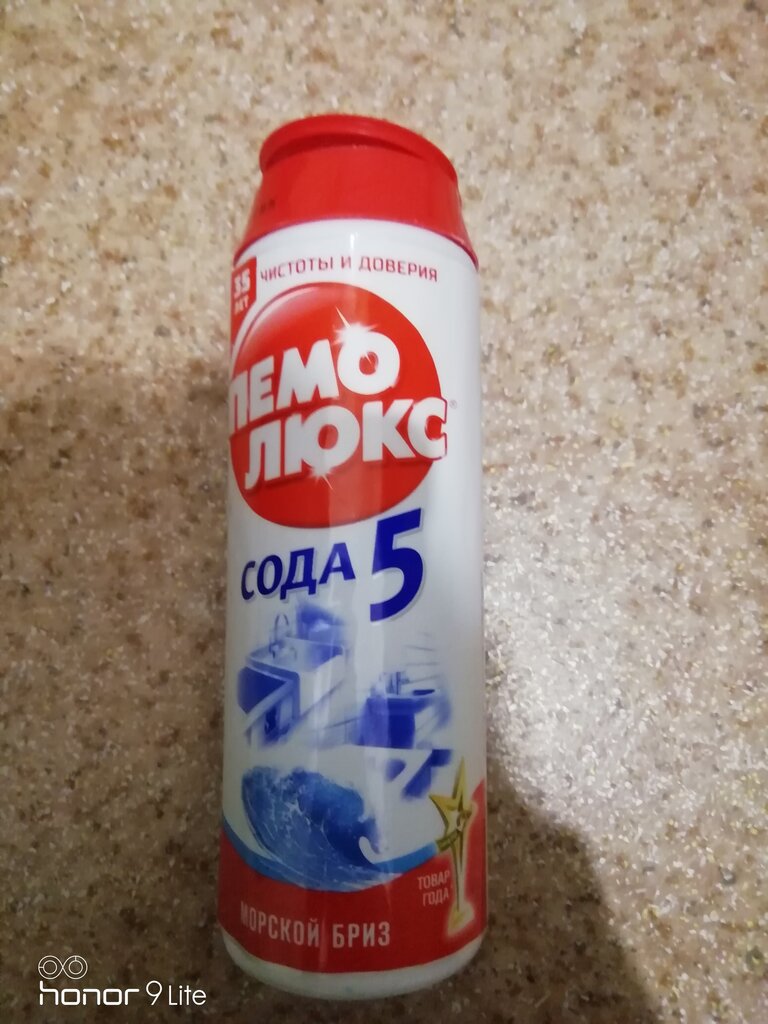 35 ЧИСТОТЫ И ДОВЕРИЯ
ЛЕТ
ПЕМО
ЛЮКС®
СОДА 5
ТОВАР
ГОДА
МОРСКОЙ БРИЗ
honor 9 Lite